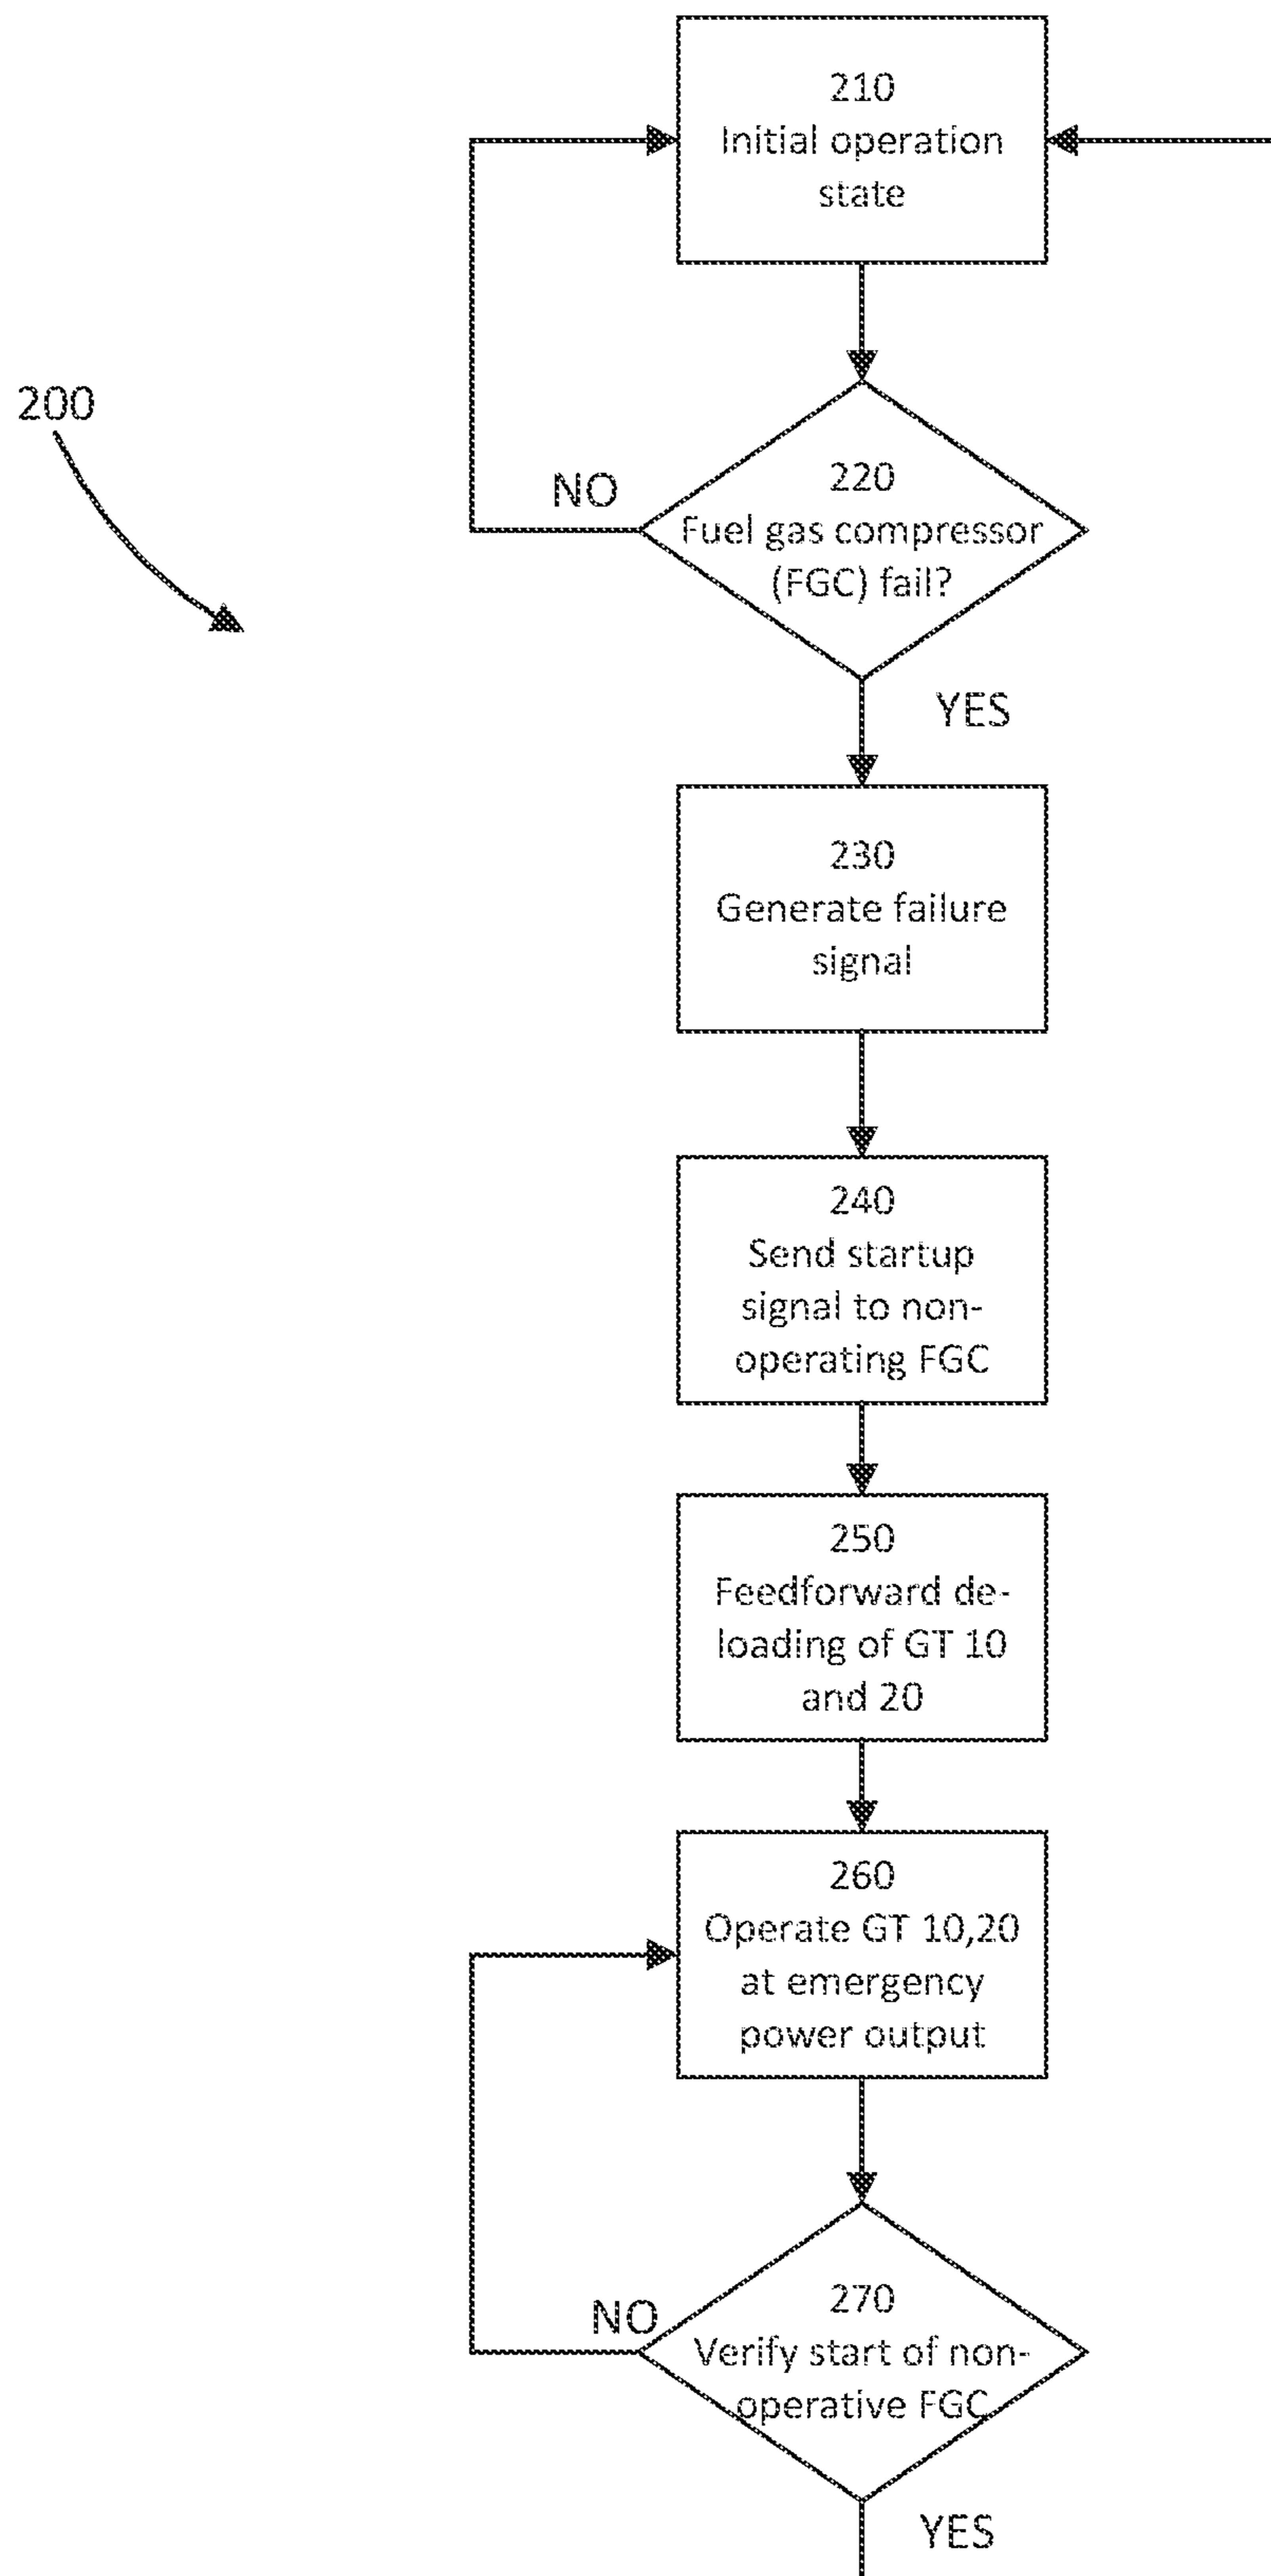 210
Initial operation
state
200
220
NO
Fuel gas compressor
(FGC) fail?
YES
230
Generate failure
signal
240
Send startup
signal to non-
operating FGC
250
Feedforward de-
loading of GT 10
and 20
260
Operate GT 10,20
at emergency
power output
270
NO
Verify start of non-
operative FGC
YES